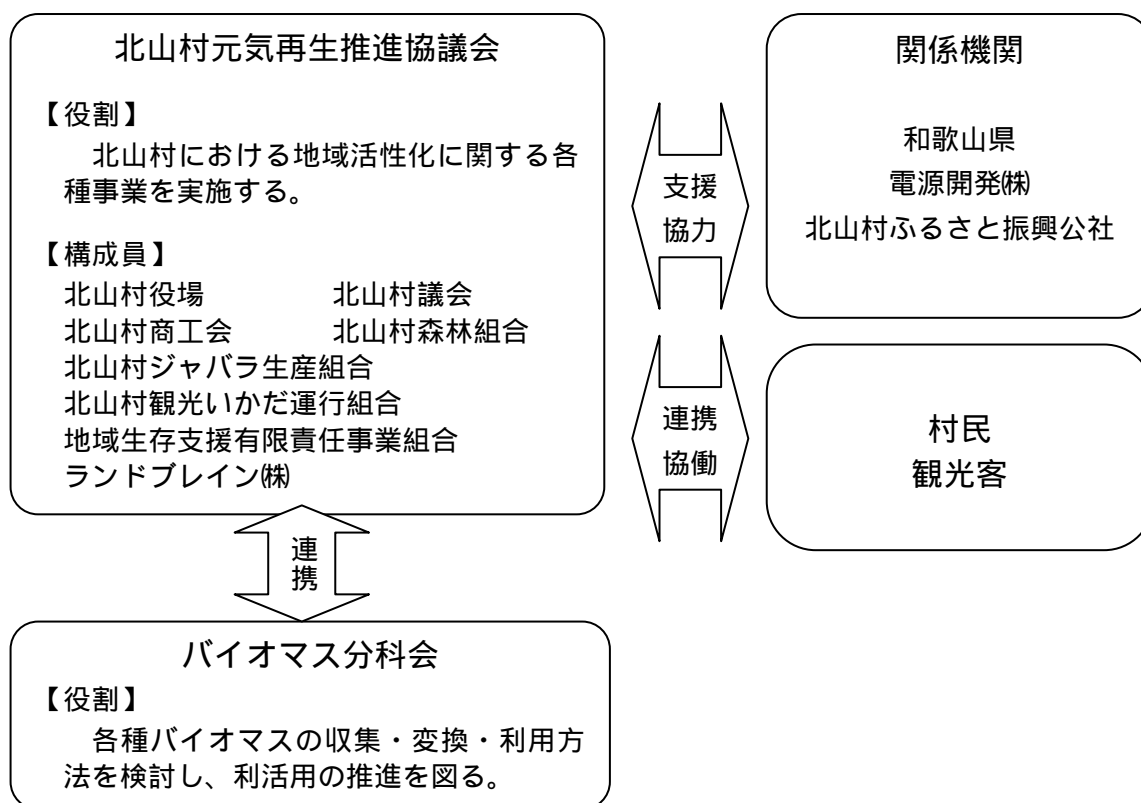 北山村元気再生推進協議会
【役割】
北山村における地域活性化に関する各
種事業を実施する。
【構成員】
北山村役場 北山村議会
北山村商工会 北山村森林組合
北山村ジャバラ生産組合
北山村観光いかだ運行組合
地域生存支援有限責任事業組合
ランドブレイン㈱
支援
協力
関係機関
和歌山県
電源開発㈱
北山村ふるさと振興公社
連携
協働
村民
観光客
連
携
バイオマス分科会
【役割】
各種バイオマスの収集・変換・利用方
法を検討し、利活用の推進を図る。